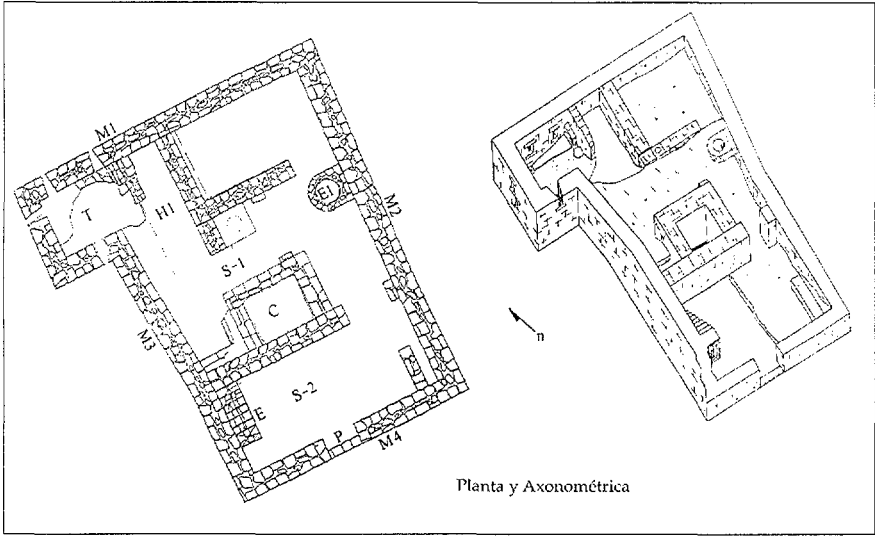 M1
T
H1
E1
M2
S-1
C
M3
n
S-2
E
P
M4
Planta y Axonométrica